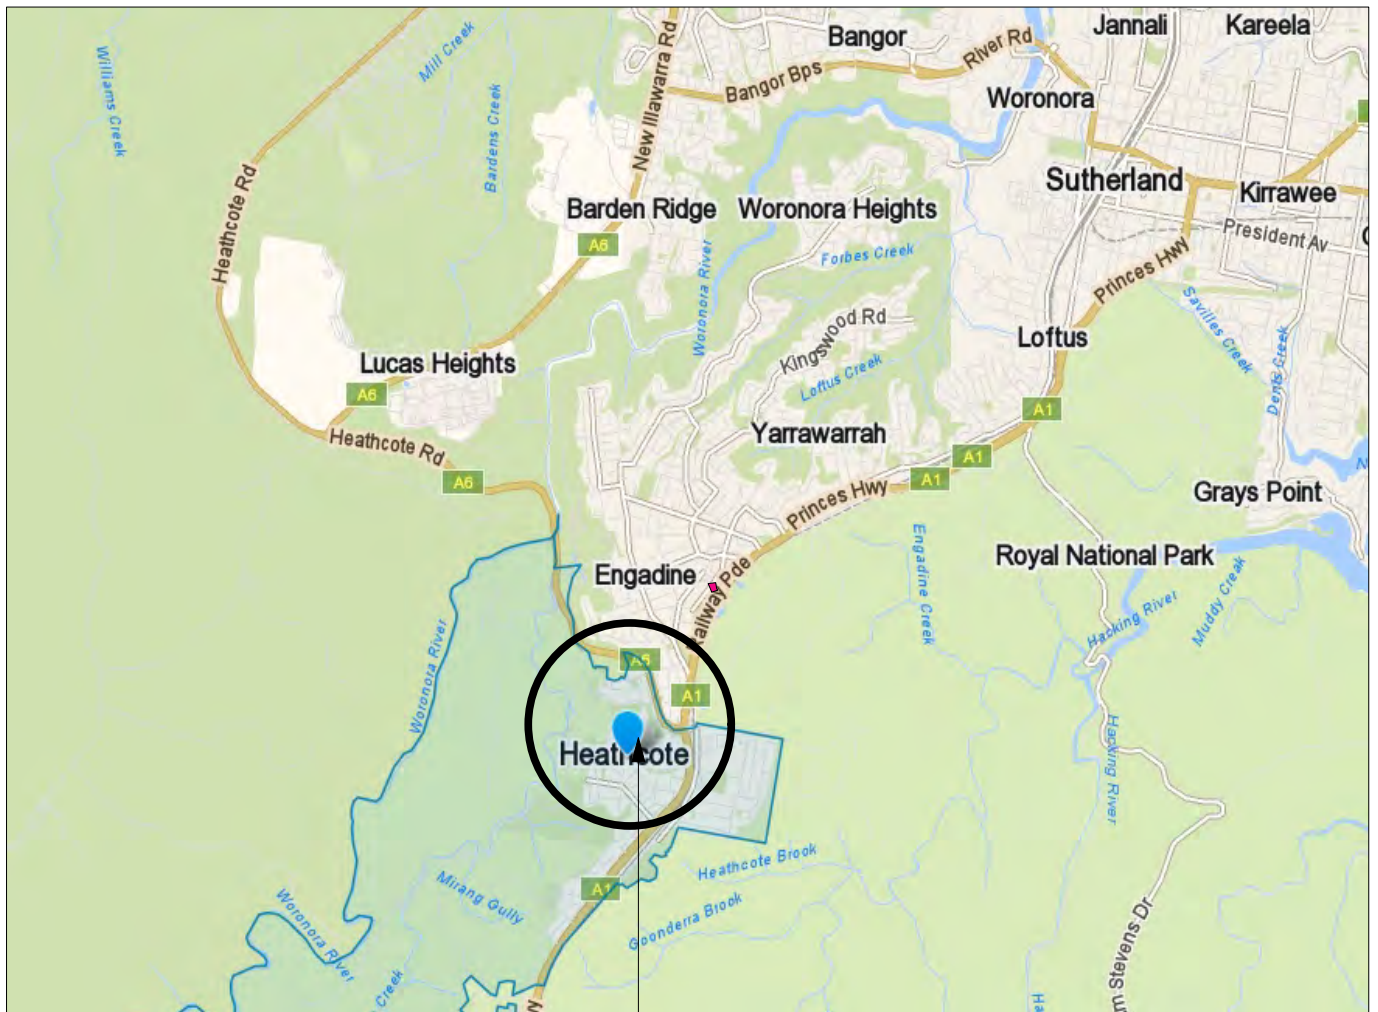 Jannali
Kareela
Bangor
River Rd
Mill Creek
Williams Creek
New Illawarra Rd
Bangor Bps
Bardens Creek
Woronora
Heathcote Rd
Sutherland
Kirrawee
Barden Ridge
Woronora Heights
President Av
A6
Forbes Creek
Woronora River
Princes Hwy
Savilles Creek
Kingswood Rd
Loftus
Dents Creek
Lucas Heights
Loftus Creek
A6
A1
Yarrawarrah
Heathcote Rd
A1
A6
A1
Princes Hwy
Grays Point
Engadine Creek
Royal National Park
Engadine
Railway Pde
Muddy Creak
Hacking River
Woronora River
A6
A1
Heathcote
Hacking River
Heathcote Brook
A1
Mirang Gully
Goonderra Brook
Woronora River
Creek
Stevens Dr